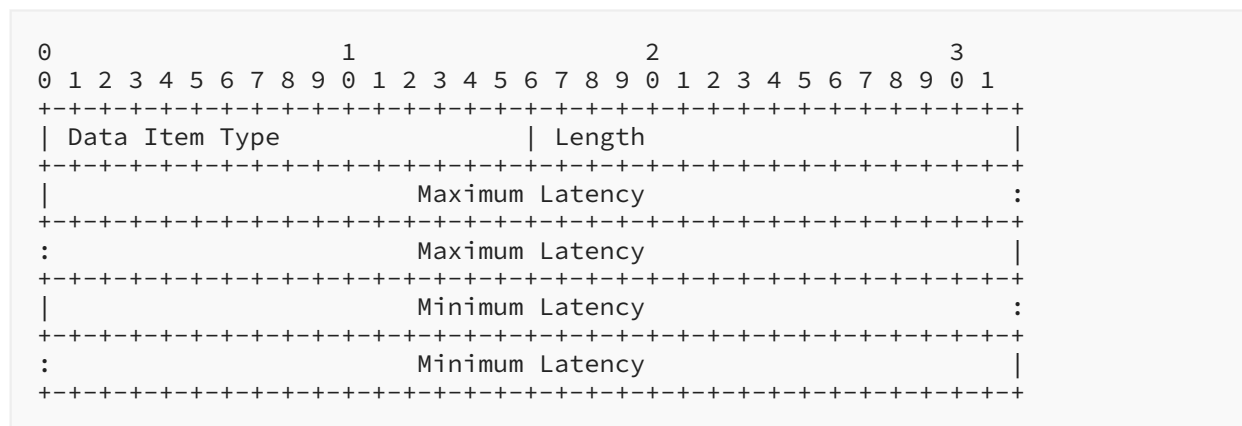 0                   1                   2                   3
0 1 2 3 4 5 6 7 8 9 0 1 2 3 4 5 6 7 8 9 0 1 2 3 4 5 6 7 8 9 0 1
+-+-+-+-+-+-+-+-+-+-+-+-+-+-+-+-+-+-+-+-+-+-+-+-+-+-+-+-+-+-+-+-+
| Data Item Type                | Length                        |
+-+-+-+-+-+-+-+-+-+-+-+-+-+-+-+-+-+-+-+-+-+-+-+-+-+-+-+-+-+-+-+-+
|                        Maximum Latency                        :
+-+-+-+-+-+-+-+-+-+-+-+-+-+-+-+-+-+-+-+-+-+-+-+-+-+-+-+-+-+-+-+-+
:                        Maximum Latency                        |
+-+-+-+-+-+-+-+-+-+-+-+-+-+-+-+-+-+-+-+-+-+-+-+-+-+-+-+-+-+-+-+-+
|                        Minimum Latency                        :
+-+-+-+-+-+-+-+-+-+-+-+-+-+-+-+-+-+-+-+-+-+-+-+-+-+-+-+-+-+-+-+-+
:                        Minimum Latency                        |
+-+-+-+-+-+-+-+-+-+-+-+-+-+-+-+-+-+-+-+-+-+-+-+-+-+-+-+-+-+-+-+-+